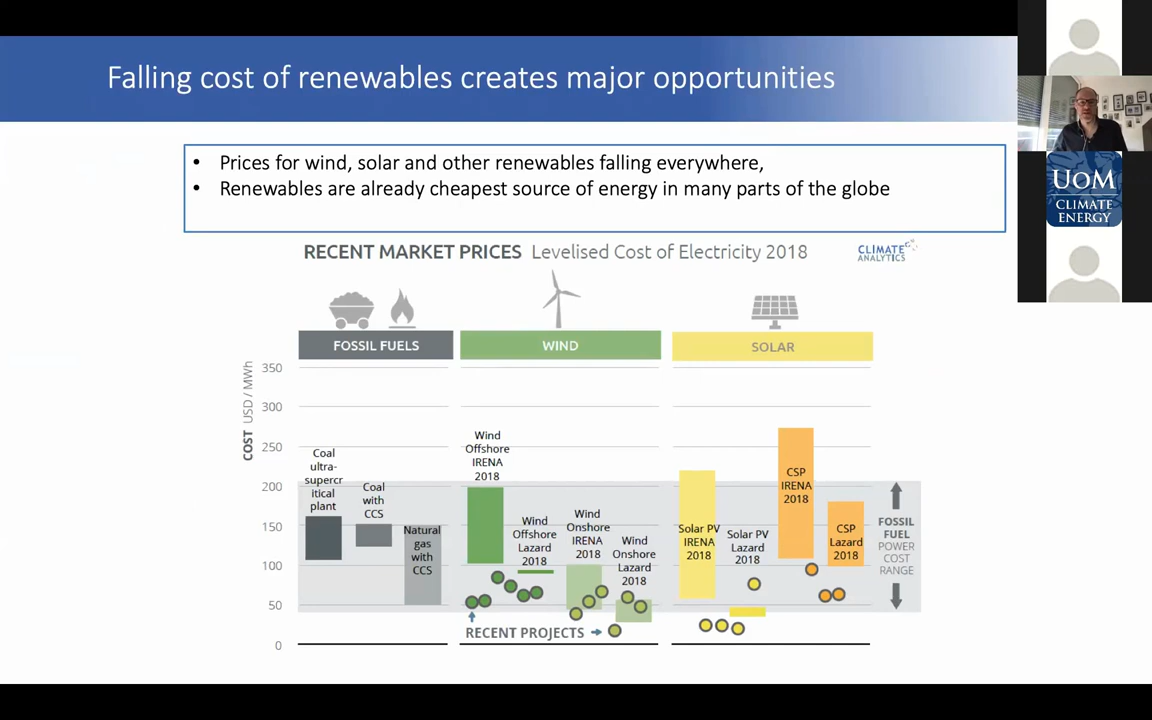 Falling cost of renewables creates major opportunities
• Prices for wind, solar and other renewables falling everywhere,
• Renewables are already cheapest source of energy in many parts of the globe
UOM
CLIMATE
ENERGY
RECENT MARKET PRICES Levelised Cost of Electricity 2018
CLIMATE
ANALYTICS
FOSSIL FUELS
WIND
SOLAR
COST USD / MWh
350
300
250
200
150
100
50
0
Coal
ultra-
supercr
itical
plant
Coal
with
CCS
Natural
gas
with
CCS
Wind
Offshore
IRENA
2018
Wind
Offshore
Lazard
2018
Wind
Onshore
IRENA
2018
Wind
Onshore
Lazard
2018
RECENT PROJECTS
Solar PV
IRENA
2018
Solar PV
Lazard
2018
CSP
IRENA
2018
CSP
Lazard
2018
FOSSIL
FUEL
POWER
COST
RANGE